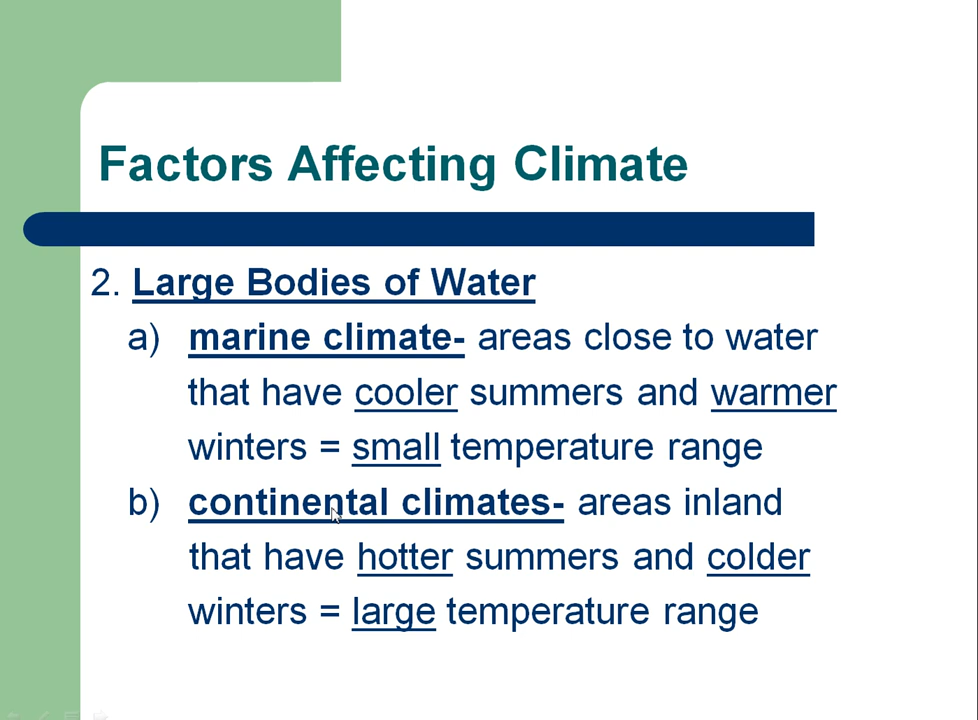 Factors Affecting Climate
2. Large Bodies of Water
a) marine climate- areas close to water
that have cooler summers and warmer
winters = small temperature range
b) continental climates- areas inland
that have hotter summers and colder
winters = large temperature range